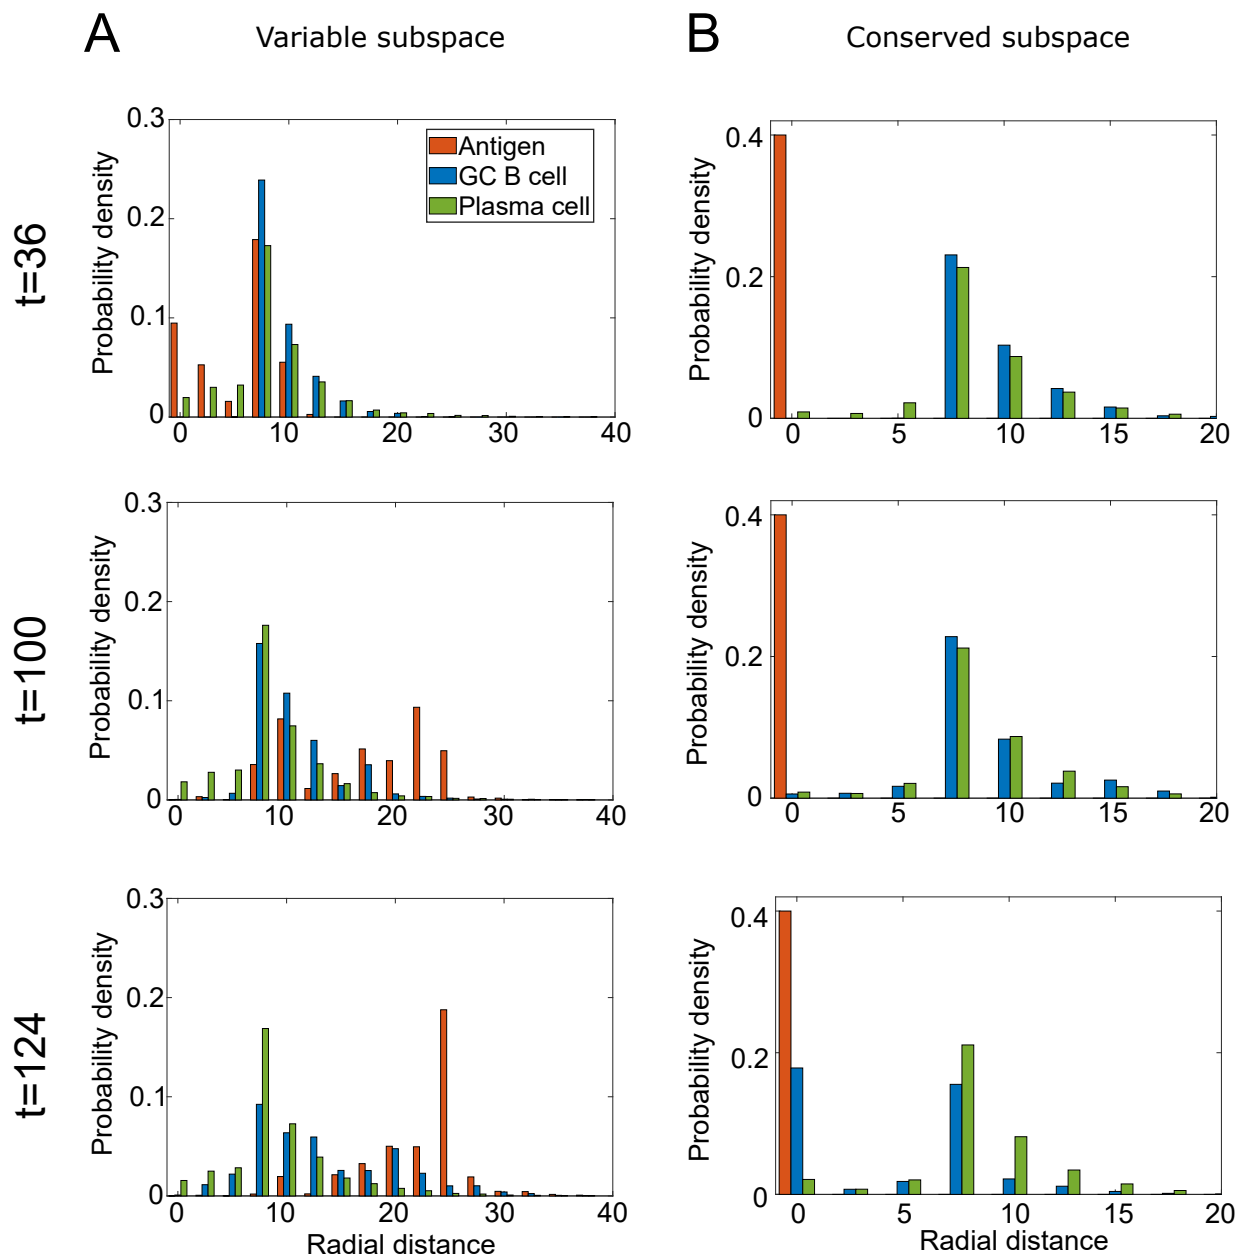 A
Variable subspace
B
Conserved subspace
t=36
Probability density
0.3
0.2
0.1
0
0
10
20
30
40
Antigen
GC B cell
Plasma cell
Probability density
0.4
0.2
0
0
5
10
15
20
t=100
Probability density
0.3
0.2
0.1
0
0
10
20
30
40
Probability density
0.4
0.2
0
0
5
10
15
20
t=124
Probability density
0.3
0.2
0.1
0
0
10
20
30
40
Radial distance
Probability density
0.4
0.2
0
0
5
10
15
20
Radial distance